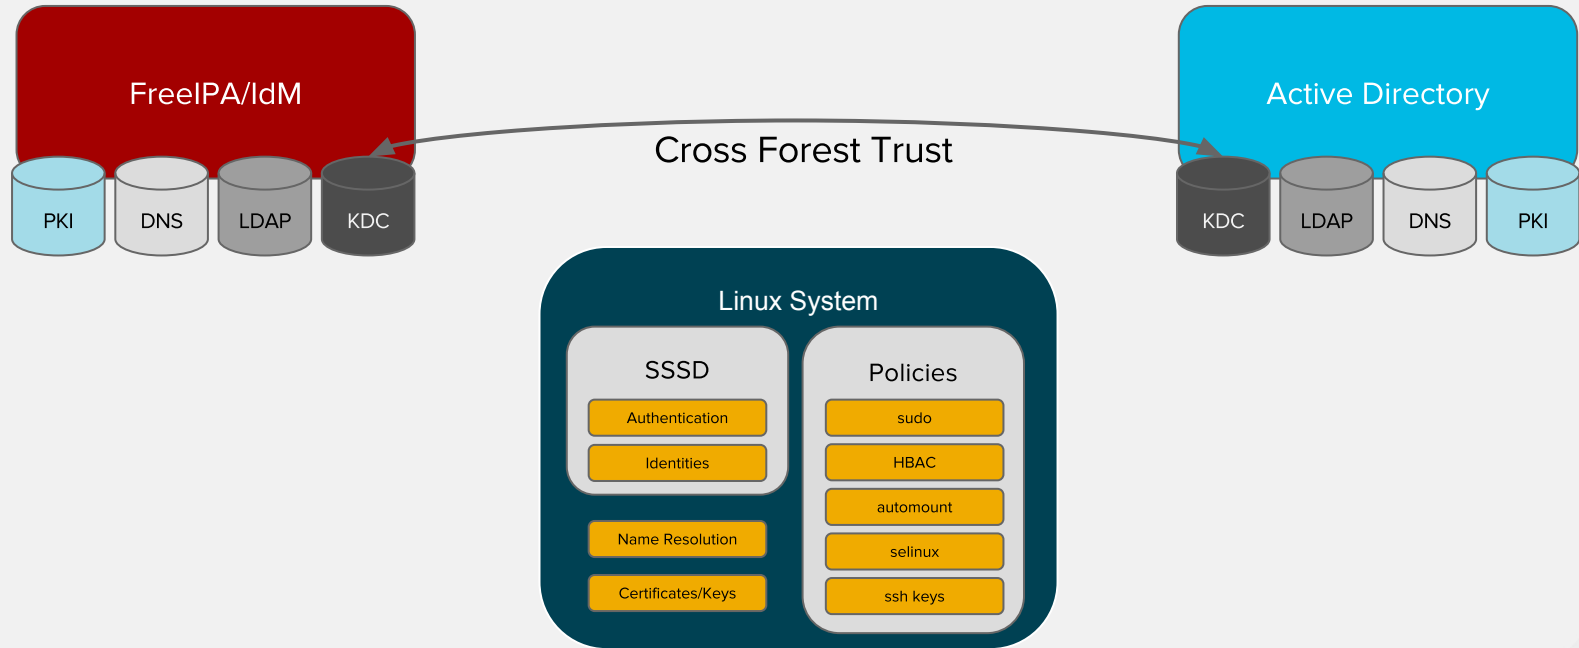 FreeIPA/IdM
Active Directory
Cross Forest Trust
PKI
DNS
LDAP
KDC
KDC
LDAP
DNS
PKI
Linux System
SSSD
Authentication
Identities
Name Resolution
Certificates/Keys
Policies
sudo
HBAC
automount
selinux
ssh keys